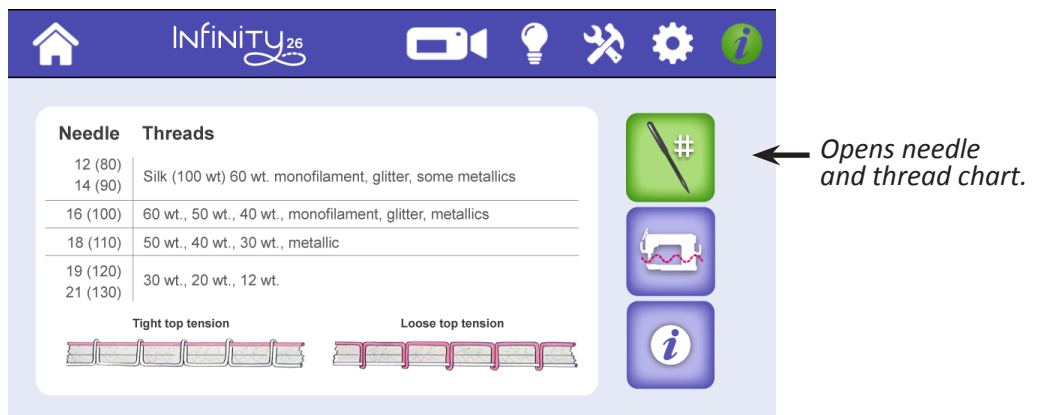 Infinity 26
Needle Threads
12 (80)
14 (90)
Silk (100 wt) 60 wt. monofilament, glitter, some metallics
16 (100) 60 wt., 50 wt., 40 wt., monofilament, glitter, metallics
18 (110) 50 wt., 40 wt., 30 wt., metallic
19 (120)
21 (130)
30 wt., 20 wt., 12 wt.
Tight top tension Loose top tension
#
i
i
Opens needle
and thread chart.